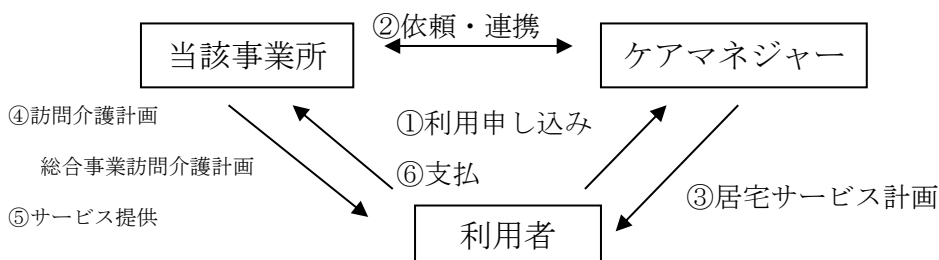 ②依頼・連携
当該事業所
ケアマネジャー
④訪問介護計画
①利用申し込み
総合事業訪問介護計画
⑥支払
③居宅サービス計画
⑤サービス提供
利用者